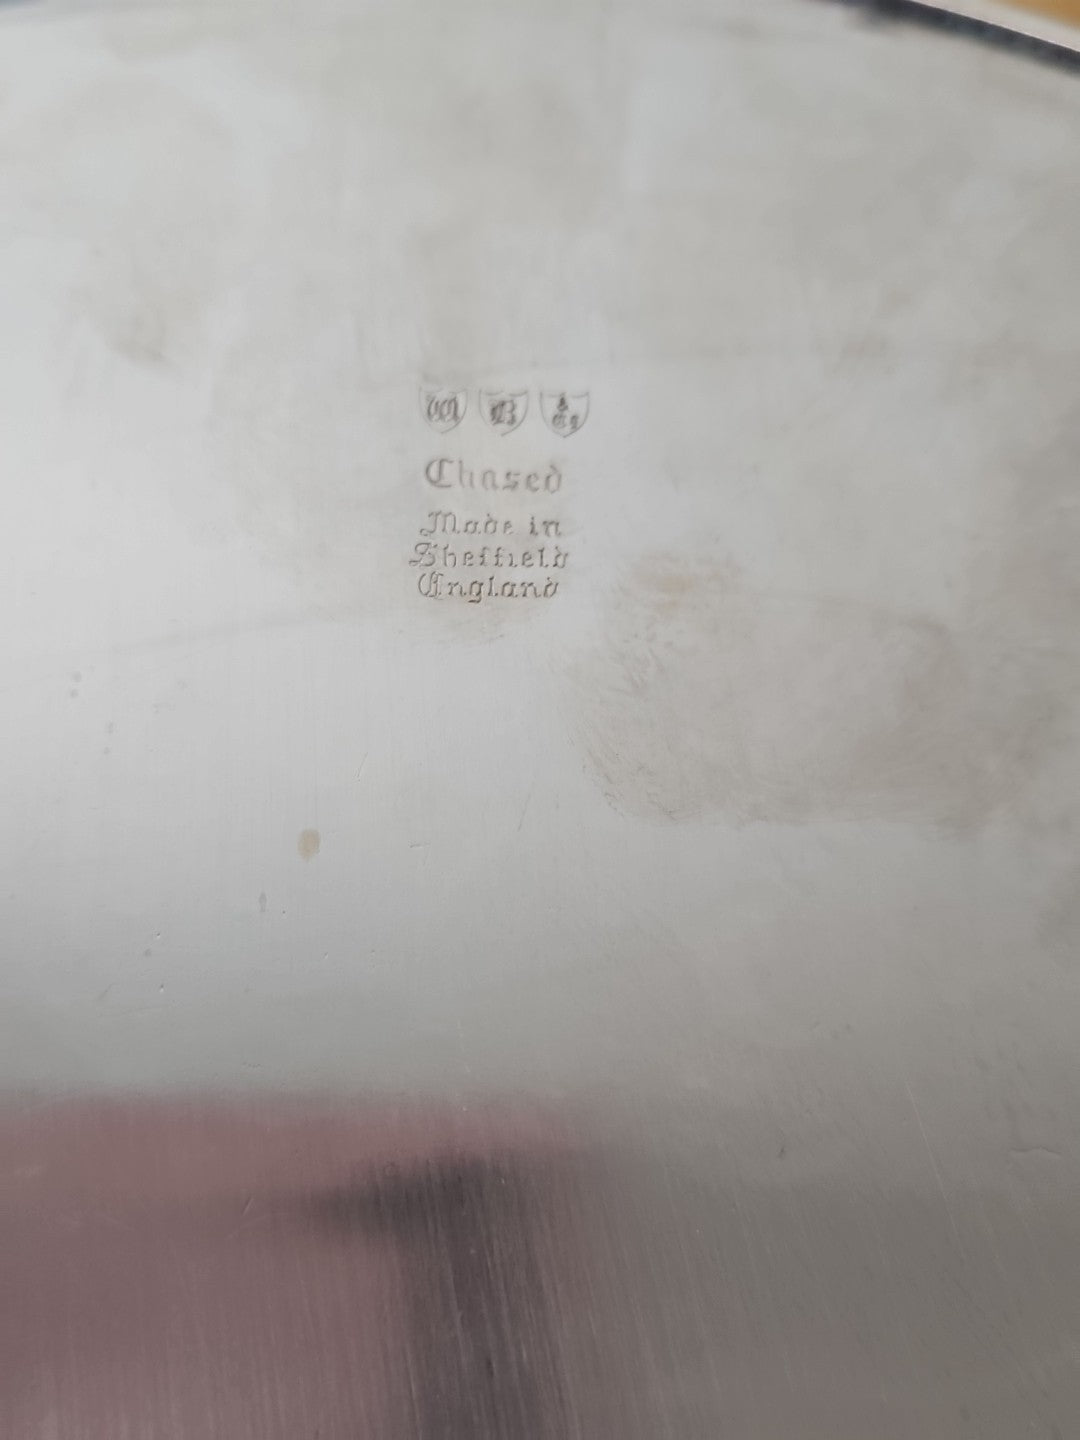 B
Chased
Made in
Sheffield
England